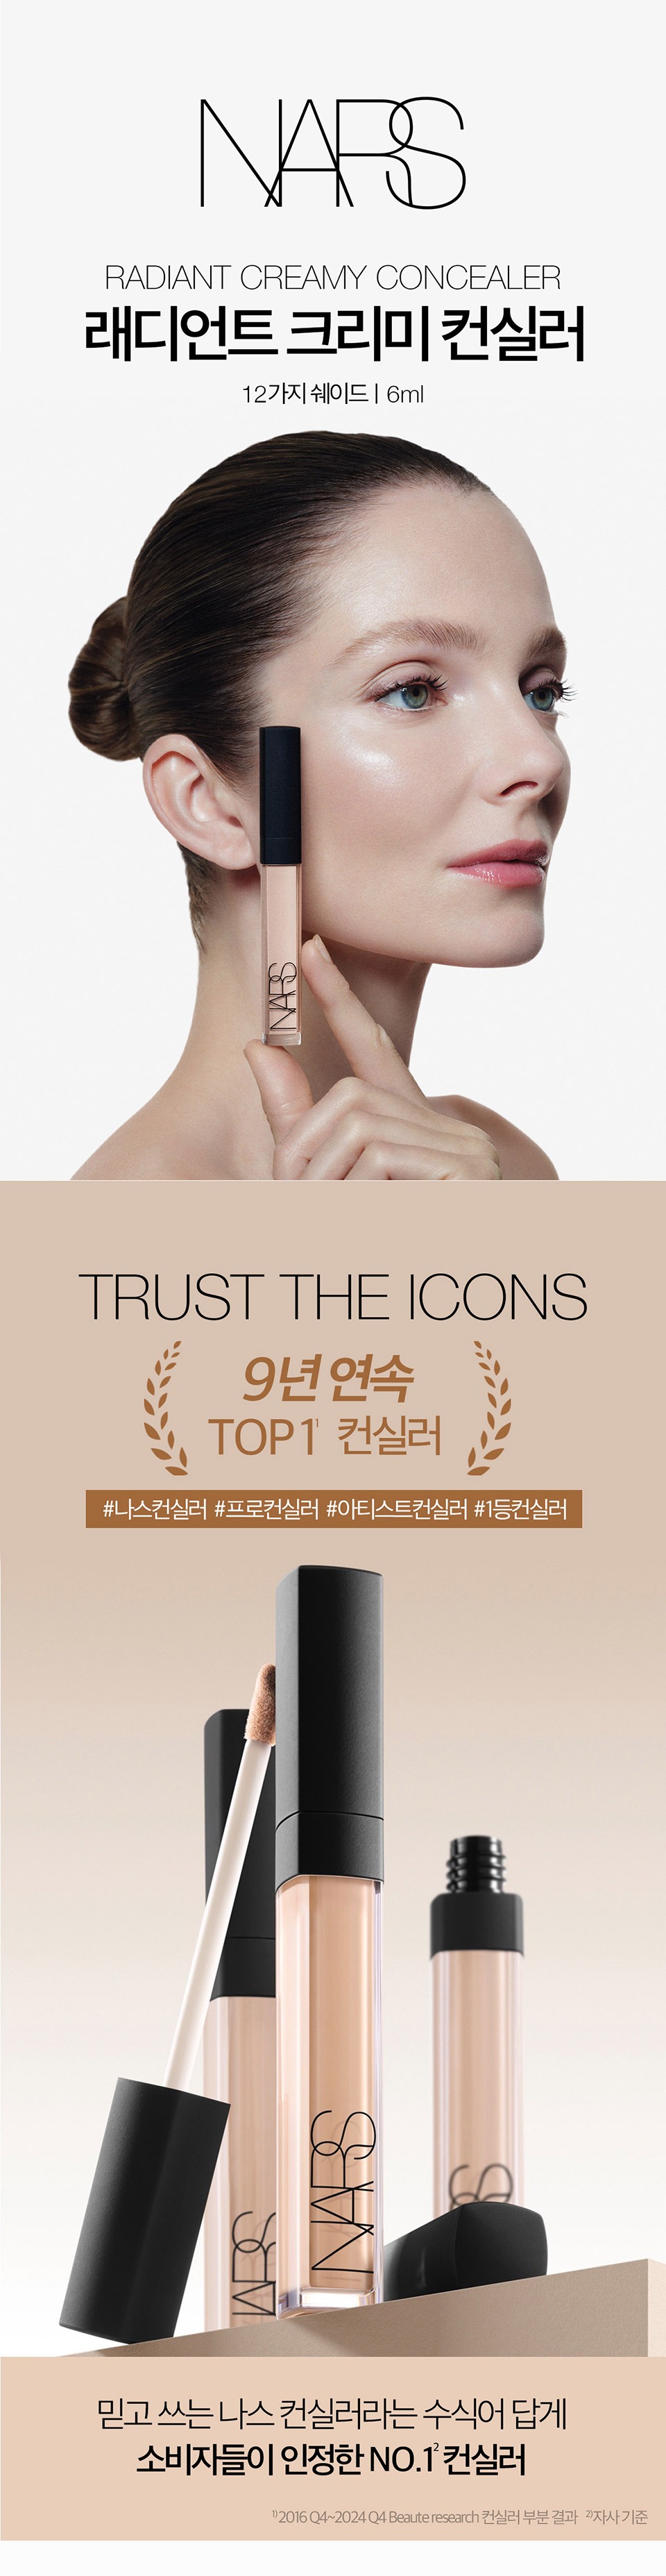 NARS
RADIANT CREAMY CONCEALER
래디언트 크리미 컨실러
12가지 쉐이드 | 6ml
NARS
TRUST THE ICONS
9년 연속
TOP 1¹ 컨실러
#나스컨실러 #프로컨실러 #아티스트컨실러 #1등컨실러
NARS
NARS
ARS
믿고 쓰는 나스 컨실러라는 수식어 답게
소비자들이 인정한 NO.1² 컨실러
¹⁾2016 Q4~2024 Q4 Beaute research 컨실러 부분 결과 ²⁾자사 기준